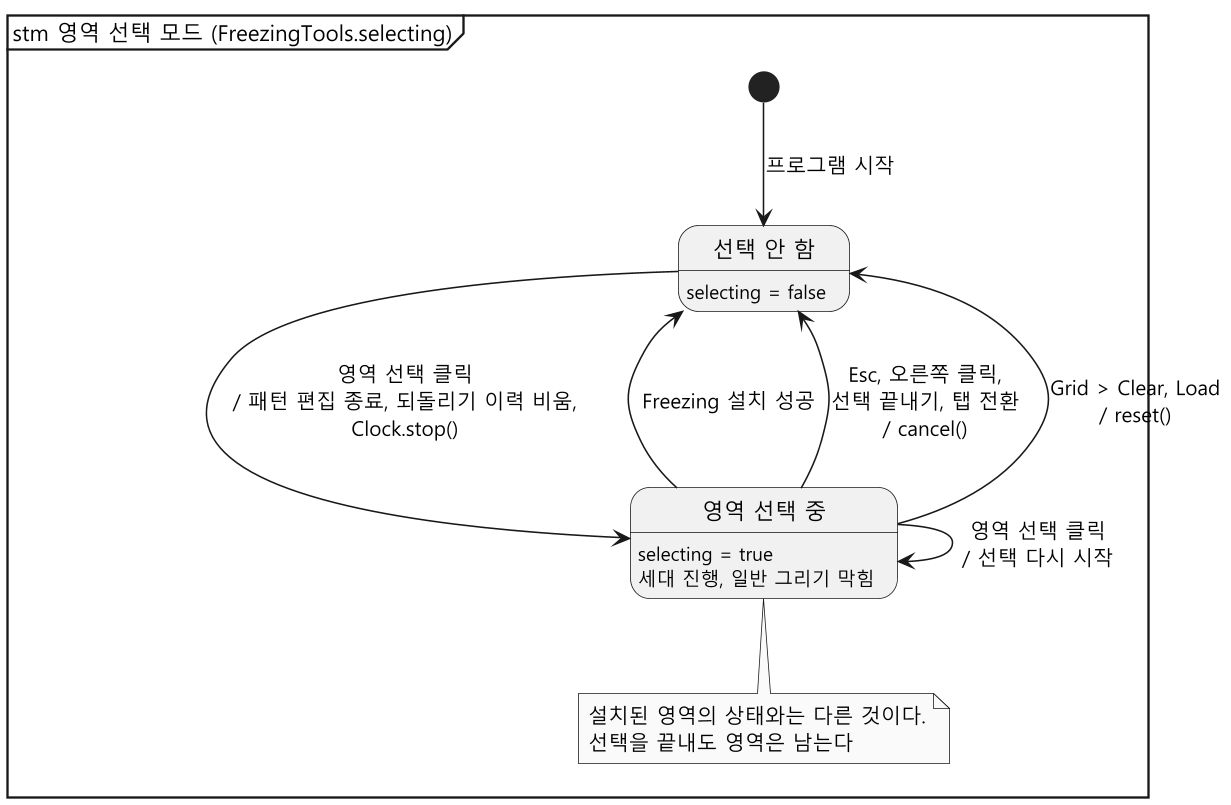 stm 영역 선택 모드 (FreezingTools.selecting)
프로그램 시작
선택 안 함
selecting = false
영역 선택 클릭
/ 패턴 편집 종료, 되돌리기 이력 비움,
Clock.stop()
Freezing 설치 성공
Esc, 오른쪽 클릭,
선택 끝내기, 탭 전환
/ cancel()
Grid > Clear, Load
/ reset()
영역 선택 중
selecting = true
세대 진행, 일반 그리기 막힘
영역 선택 클릭
/ 선택 다시 시작
설치된 영역의 상태와는 다른 것이다.
선택을 끝내도 영역은 남는다